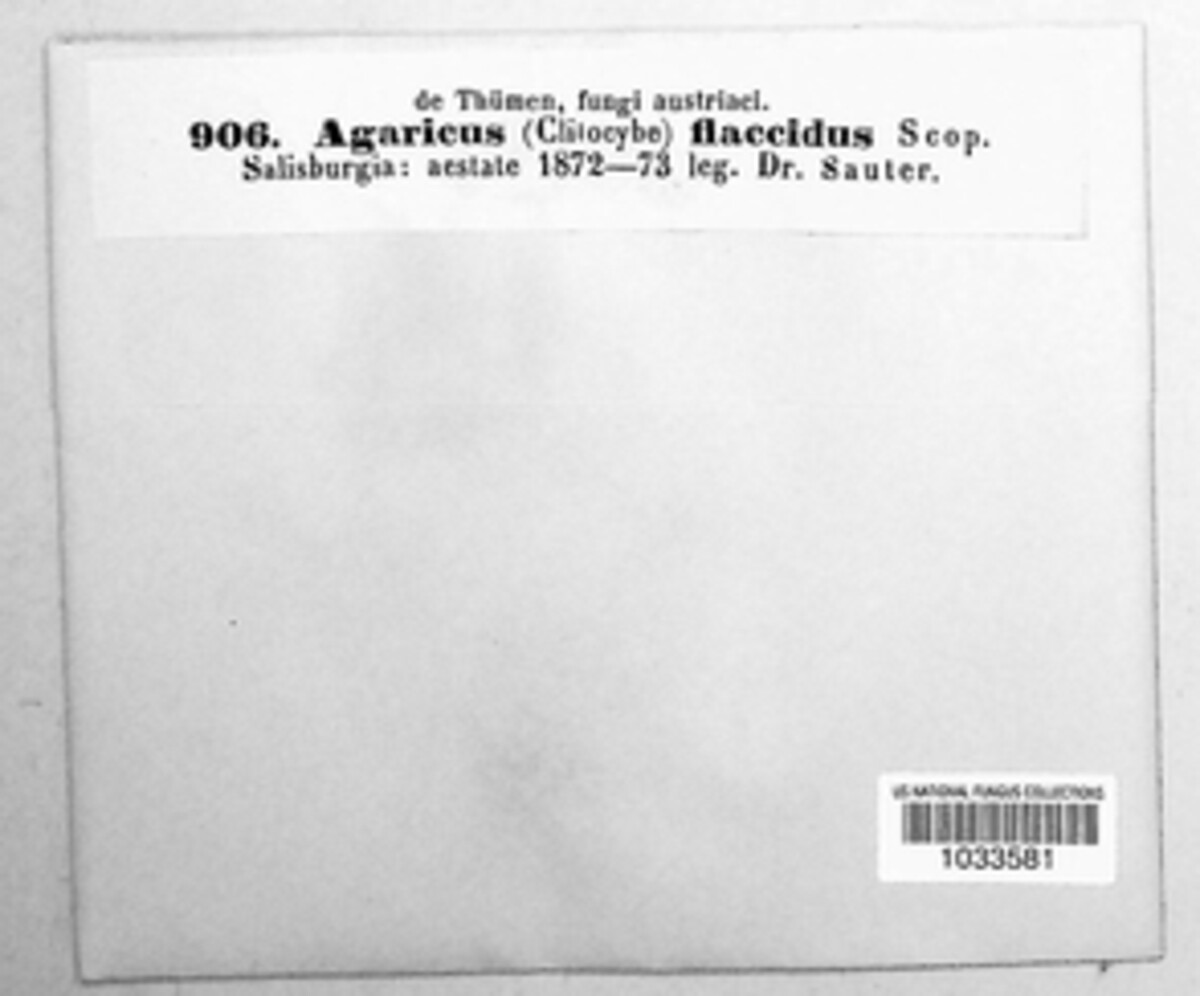 de Thümen, fungi austriaci.
906. Agaricus (Clitocybe) flaccidus Scop.
Salisburgia: aestate 1872—73 leg. Dr. Sauter.
US NATIONAL FUNGUS COLLECTIONS
1033581